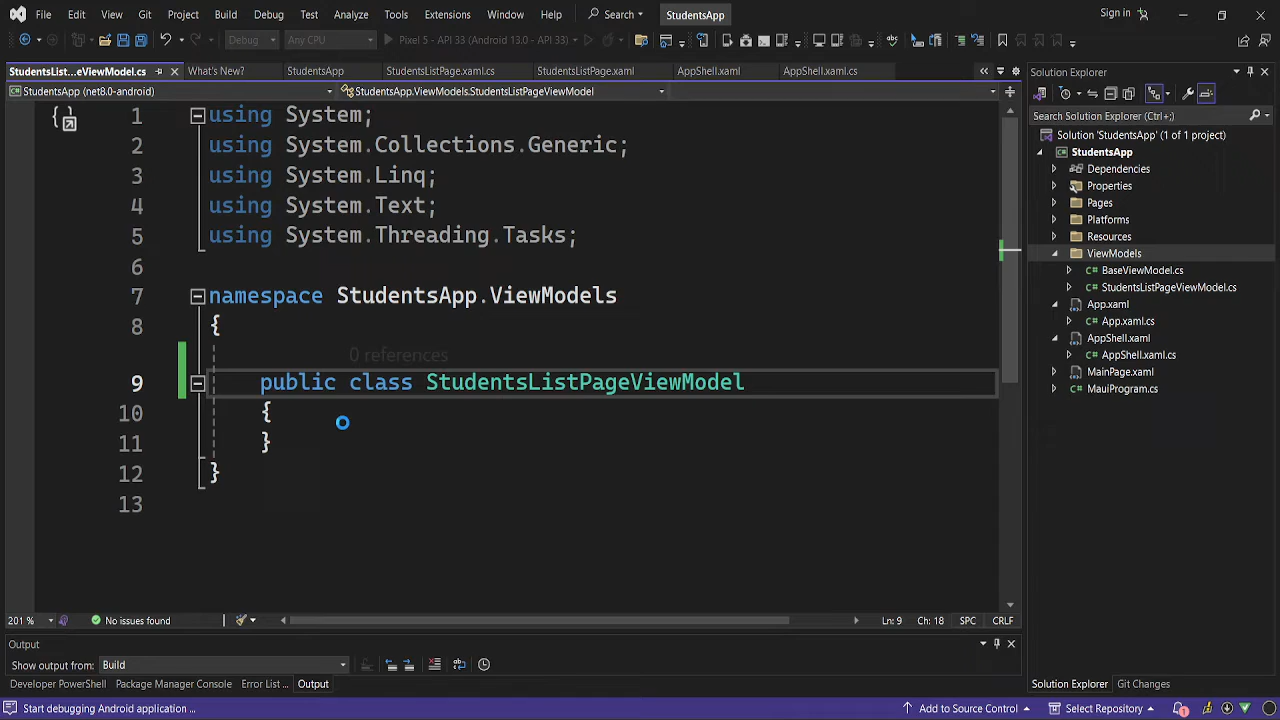 File Edit View Git Project Build Debug Test Analyze Tools Extensions Window Help Search StudentsApp Sign in
Debug Any CPU Pixel 5 - API 33 (Android 13.0 - API 33)
StudentsList...eViewModel.cs What's New? StudentsApp StudentsListPage.xaml.cs StudentsListPage.xaml AppShell.xaml AppShell.xaml.cs
StudentsApp (net8.0-android) StudentsApp.ViewModels.StudentsListPageViewModel
1 using System;
2 using System.Collections.Generic;
3 using System.Linq;
4 using System.Text;
5 using System.Threading.Tasks;
6
7 namespace StudentsApp.ViewModels
8 {
0 references
9 public class StudentsListPageViewModel
10 {
11 }
12 }
13
201 % No issues found Ln: 9 Ch: 18 SPC CRLF
Output
Show output from: Build
Developer PowerShell Package Manager Console Error List ... Output
Start debugging Android application ...
Solution Explorer
Search Solution Explorer (Ctrl+;)
Solution 'StudentsApp' (1 of 1 project)
StudentsApp
Dependencies
Properties
Pages
Platforms
Resources
ViewModels
BaseViewModel.cs
StudentsListPageViewModel.cs
App.xaml
App.xaml.cs
AppShell.xaml
AppShell.xaml.cs
MainPage.xaml
MauiProgram.cs
Solution Explorer Git Changes
Add to Source Control Select Repository